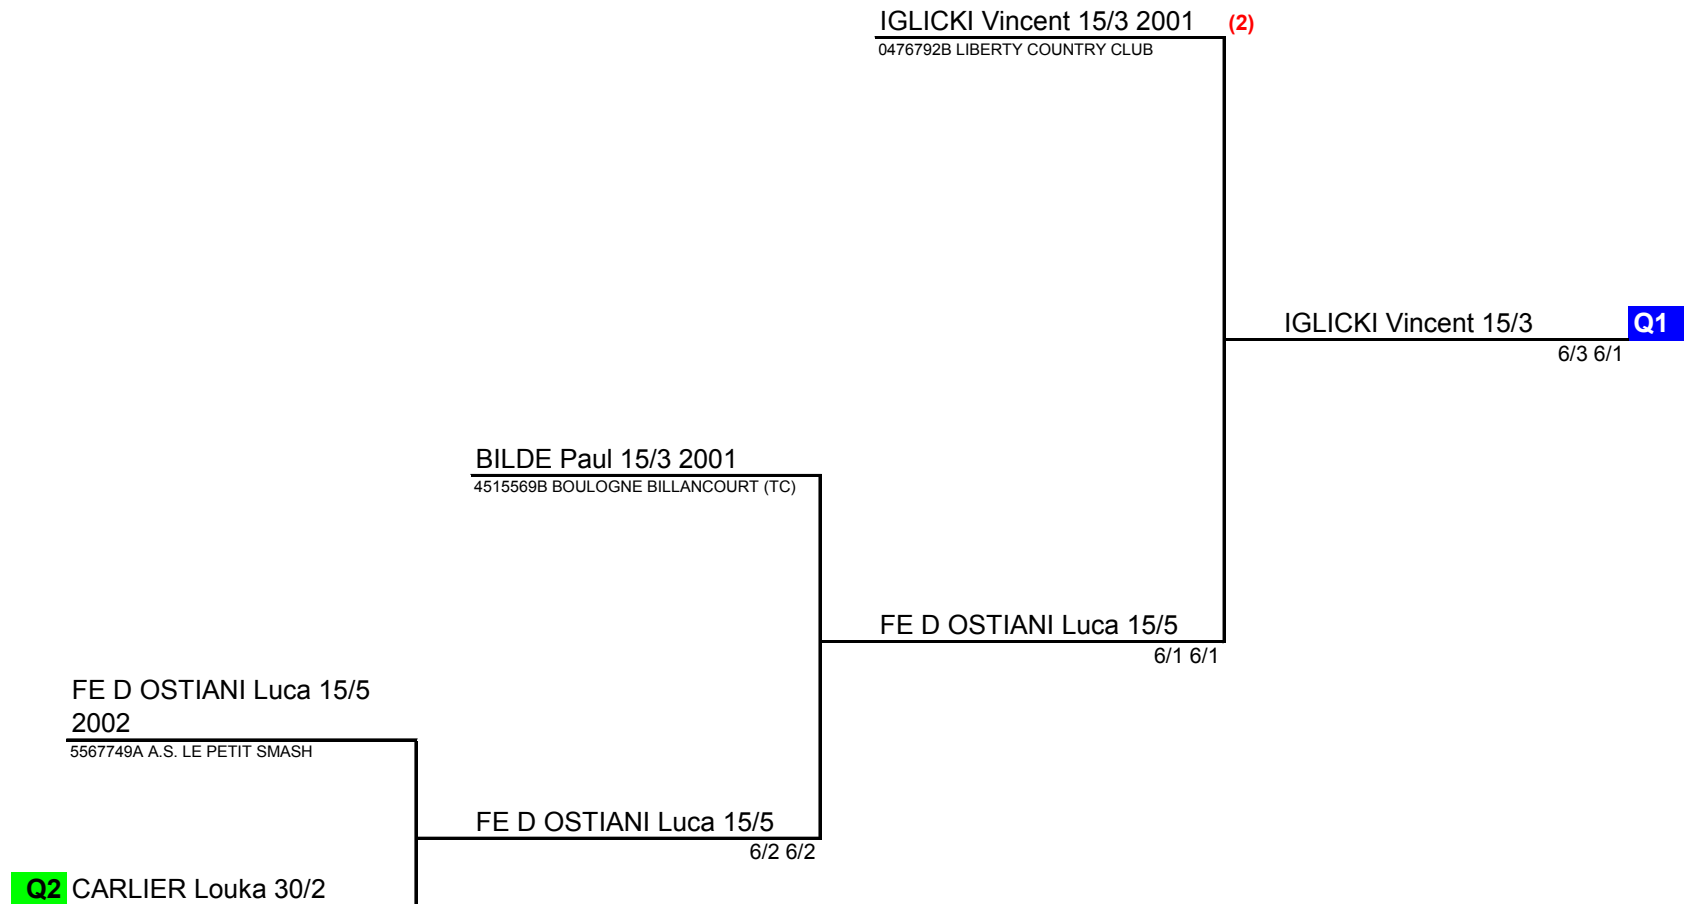 IGLICKI Vincent 15/3 2001 (2)
0476792B LIBERTY COUNTRY CLUB
IGLICKI Vincent 15/3 Q1
6/3 6/1
BILDE Paul 15/3 2001
4515569B BOULOGNE BILLANCOURT (TC)
FE D OSTIANI Luca 15/5
6/1 6/1
FE D OSTIANI Luca 15/5
2002
5567749A A.S. LE PETIT SMASH
FE D OSTIANI Luca 15/5
6/2 6/2
Q2 CARLIER Louka 30/2